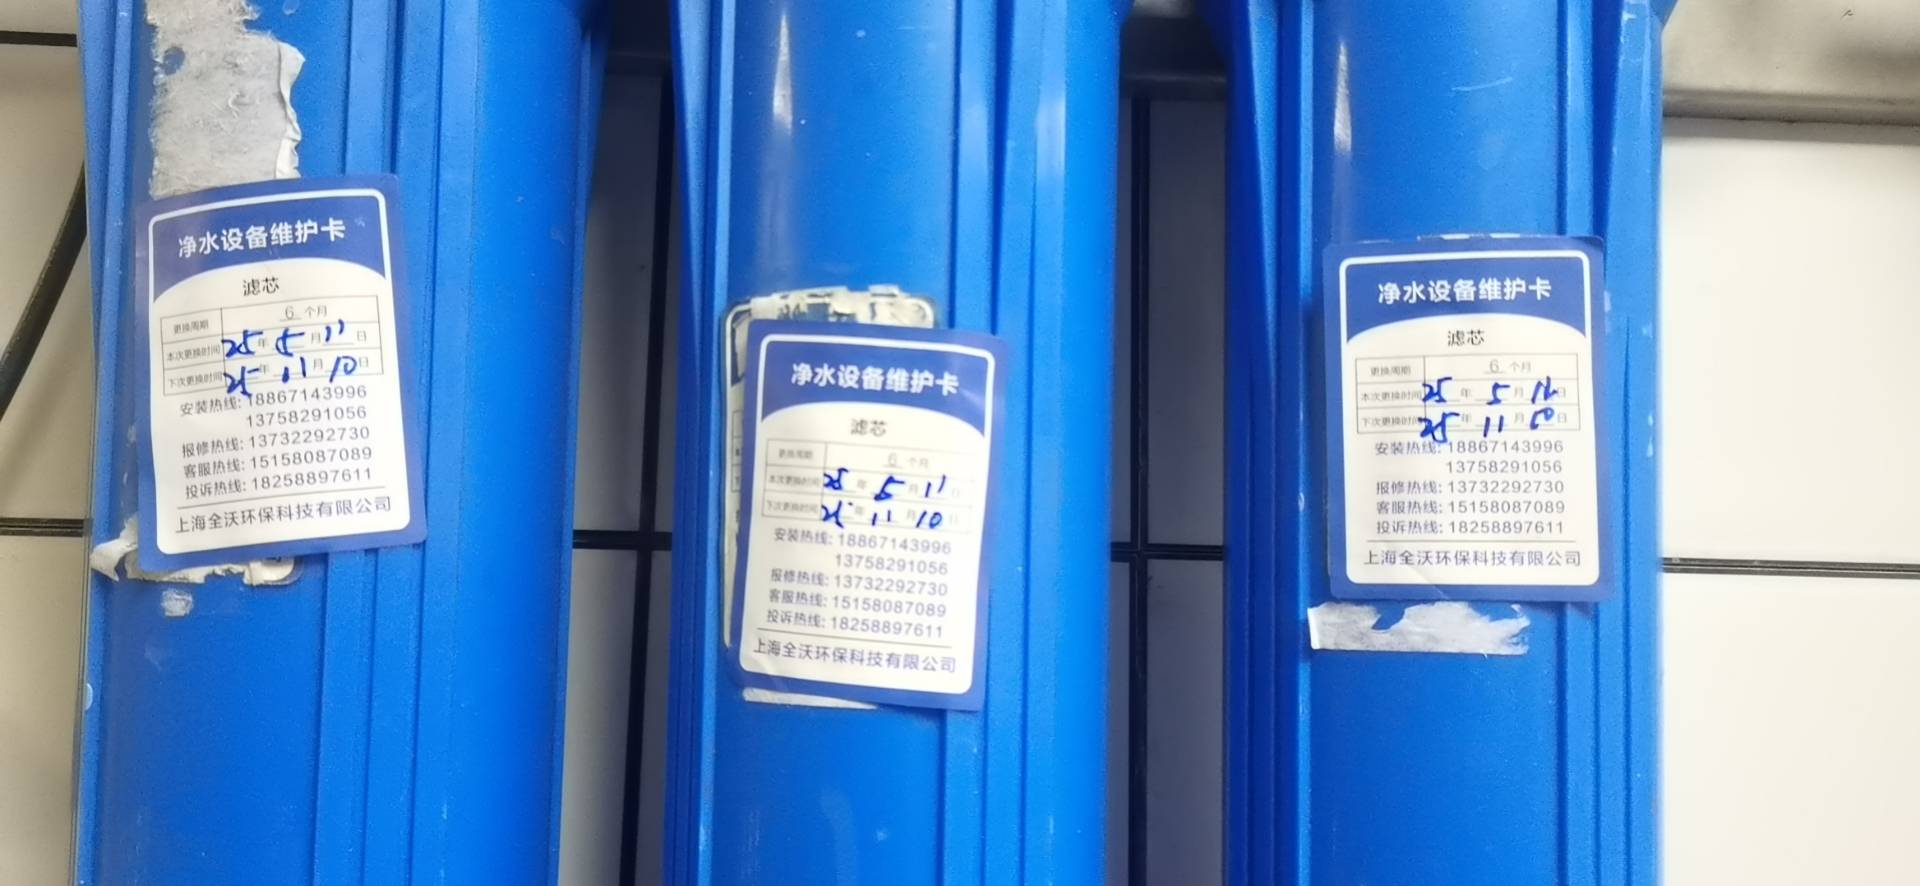 净水设备维护卡
滤芯
更换周期 6 个月
本次更换时间 25 年 5 月 11 日
下次更换时间 25 年 11 月 10 日
安装热线: 18867143996
13758291056
报修热线: 13732292730
客服热线: 15158087089
投诉热线: 18258897611
上海全沃环保科技有限公司
净水设备维护卡
滤芯
更换周期 6 个月
本次更换时间 25 年 5 月 11 日
下次更换时间 25 年 11 月 10 日
安装热线: 18867143996
13758291056
报修热线: 13732292730
客服热线: 15158087089
投诉热线: 18258897611
上海全沃环保科技有限公司
净水设备维护卡
滤芯
更换周期 6 个月
本次更换时间 25 年 5 月 日
下次更换时间 25 年 11 月 10 日
安装热线: 18867143996
13758291056
报修热线: 13732292730
客服热线: 15158087089
投诉热线: 18258897611
上海全沃环保科技有限公司